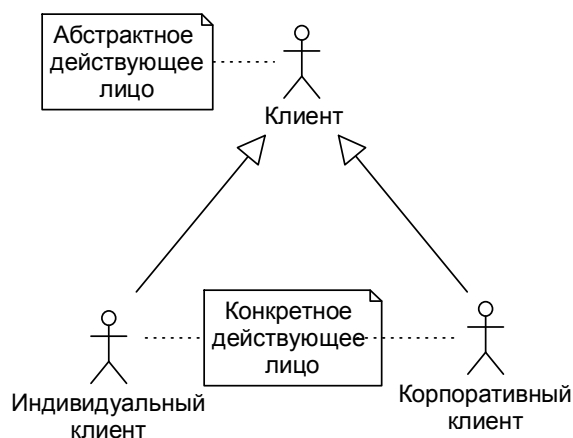 Абстрактное
действующее
лицо
Клиент
Конкретное
действующее
лицо
Индивидуальный
клиент
Корпоративный
клиент